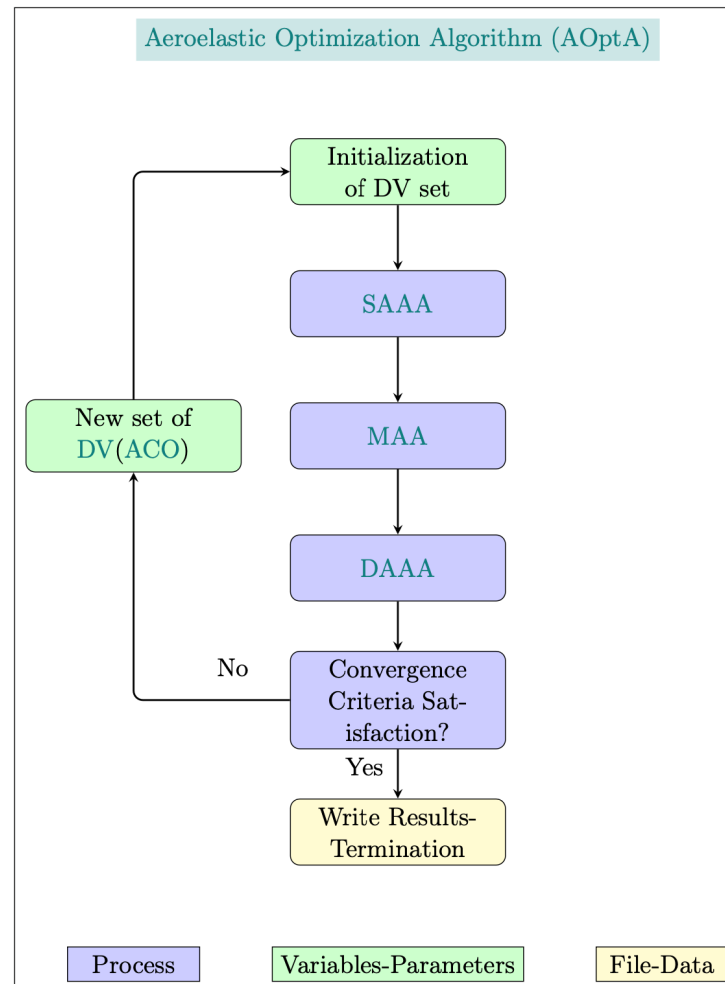 Aeroelastic Optimization Algorithm (AOptA)
Initialization
of DV set
SAAA
New set of
DV(ACO)
MAA
DAAA
No
Convergence
Criteria Sat-
isfaction?
Yes
Write Results-
Termination
Process
Variables-Parameters
File-Data